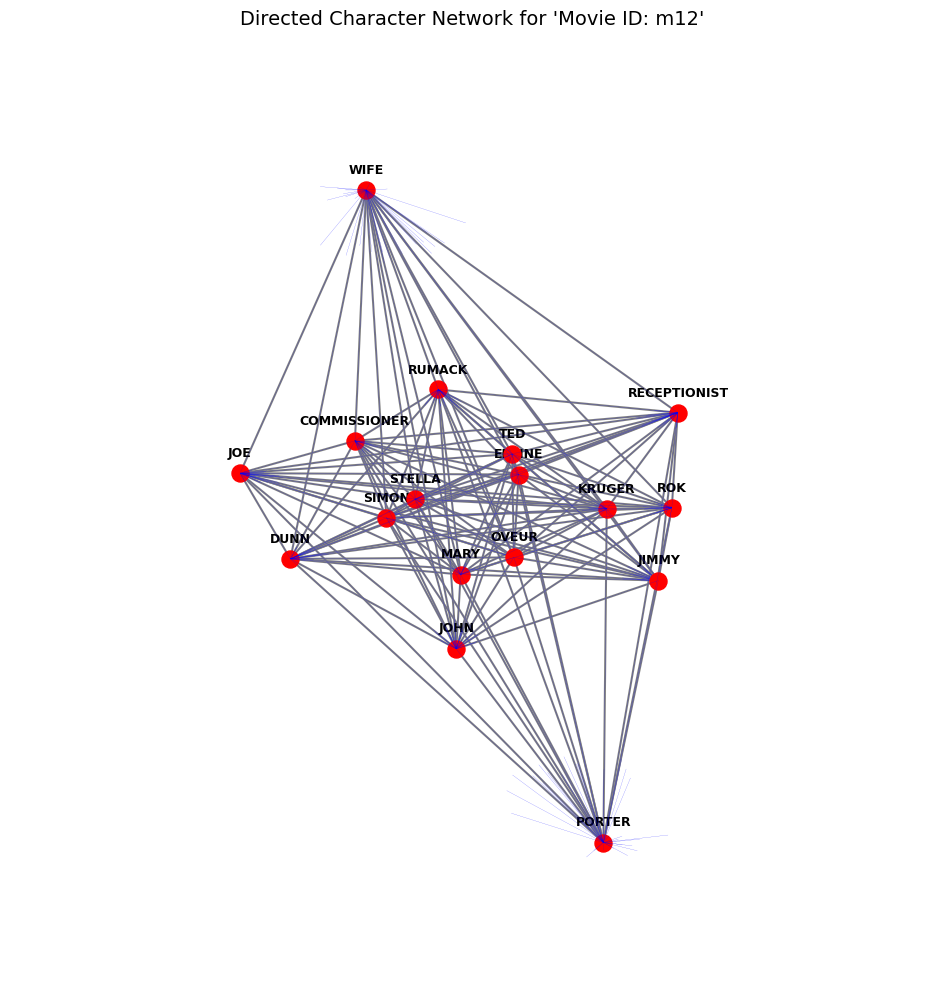 Directed Character Network for 'Movie ID: m12'
WIFE
RUMACK
RECEPTIONIST
COMMISSIONER
TED
JOE
STELLA
KRUGER
ROK
SIMON
DUNN
OVEUR
MARY
JIMMY
JOHN
PORTER